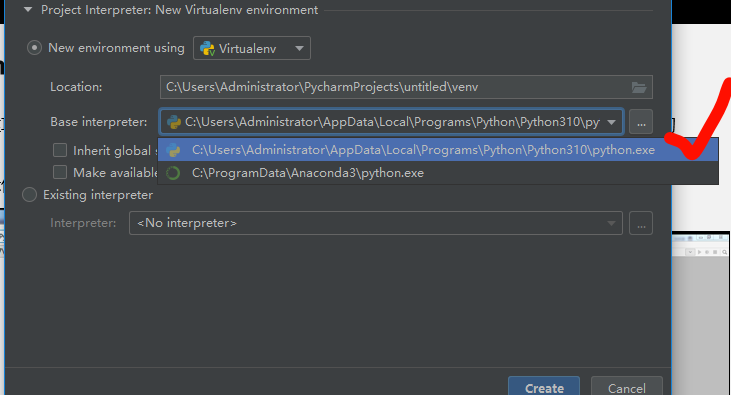 Project Interpreter: New Virtualenv environment
New environment using Virtualenv
Location: C:\Users\Administrator\PycharmProjects\untitled\venv
Base interpreter: C:\Users\Administrator\AppData\Local\Programs\Python\Python310\py ...
C:\Users\Administrator\AppData\Local\Programs\Python\Python310\python.exe
Inherit global
C:\ProgramData\Anaconda3\python.exe
Make available
Existing interpreter
Interpreter: <No interpreter> ...
Create Cancel